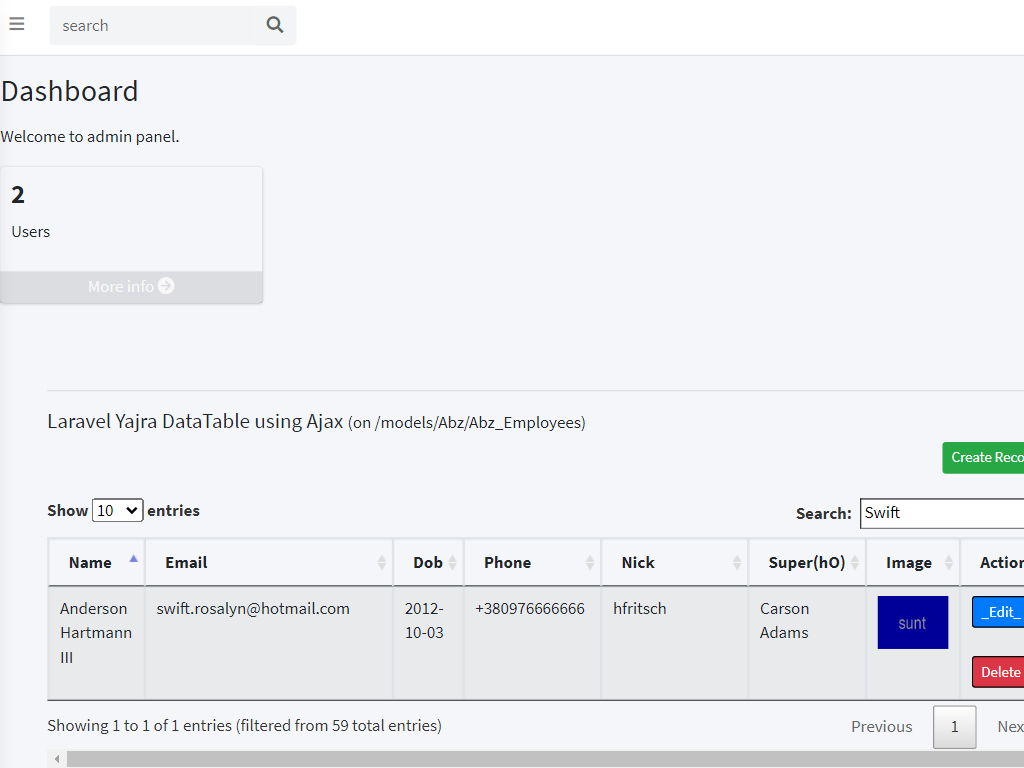 search
Dashboard
Welcome to admin panel.
2
Users
More info
Laravel Yajra DataTable using Ajax (on /models/Abz/Abz_Employees)
Create Reco
Show 10 entries
Search: Swift
Name Email Dob Phone Nick Super(hO) Image Action
Anderson swift.rosalyn@hotmail.com 2012- +380976666666 hfritsch Carson sunt _Edit_
Hartmann 10-03 Adams
III
Delete
Showing 1 to 1 of 1 entries (filtered from 59 total entries)
Previous 1 Nex